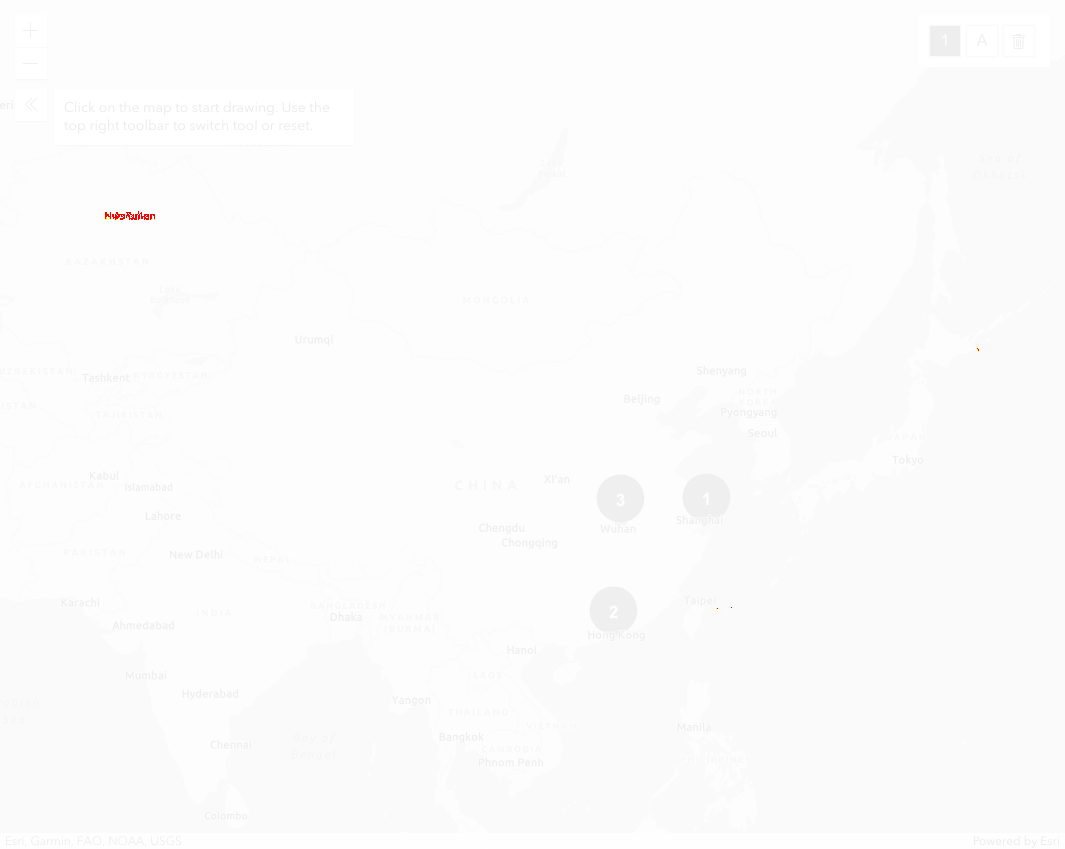 +
1 A
−
Click on the map to start drawing. Use the
top right toolbar to switch tool or reset.
KAZAKHSTAN
MONGOLIA
Urumqi
Shenyang
Tashkent
KYRGYZSTAN
Beijing
NORTH
KOREA
Pyongyang
Seoul
JAPAN
Tokyo
Kabul
AFGHANISTAN
Islamabad
CHINA
Xi'an
3
1
Lahore
Shanghai
Wuhan
Chengdu
Chongqing
New Delhi
PAKISTAN
NEPAL
Karachi
INDIA
BANGLADESH
Dhaka
MYANMAR
(BURMA)
Taipei
2
Ahmedabad
Hong Kong
Hanoi
Mumbai
LAOS
Hyderabad
Yangon
THAILAND
VIETNAM
Manila
Chennai
Bangkok
CAMBODIA
Phnom Penh
Colombo
Esri, Garmin, FAO, NOAA, USGS
Powered by Esri